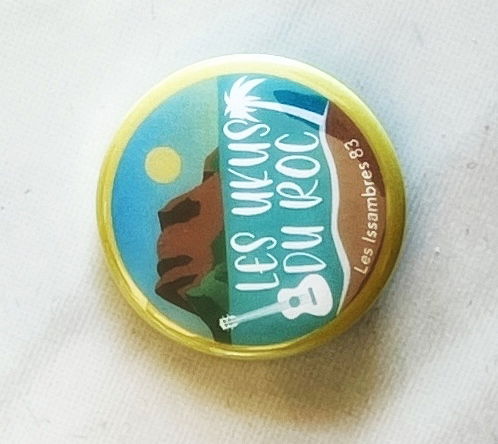 LES UKUS
DU ROC
Les Issambres 83